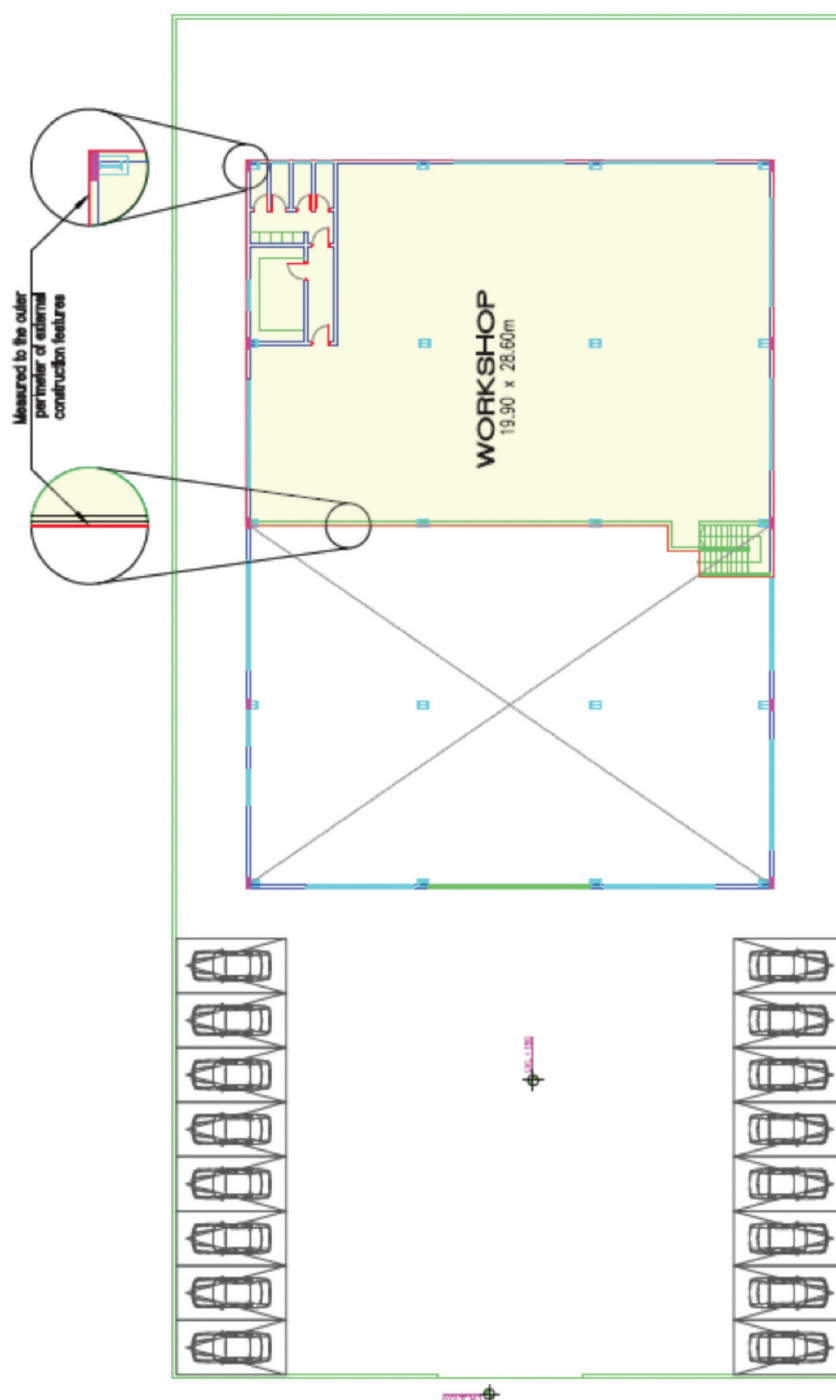 Measured to the outer
perimeter of external
construction features
WORKSHOP
19.90 x 28.60m